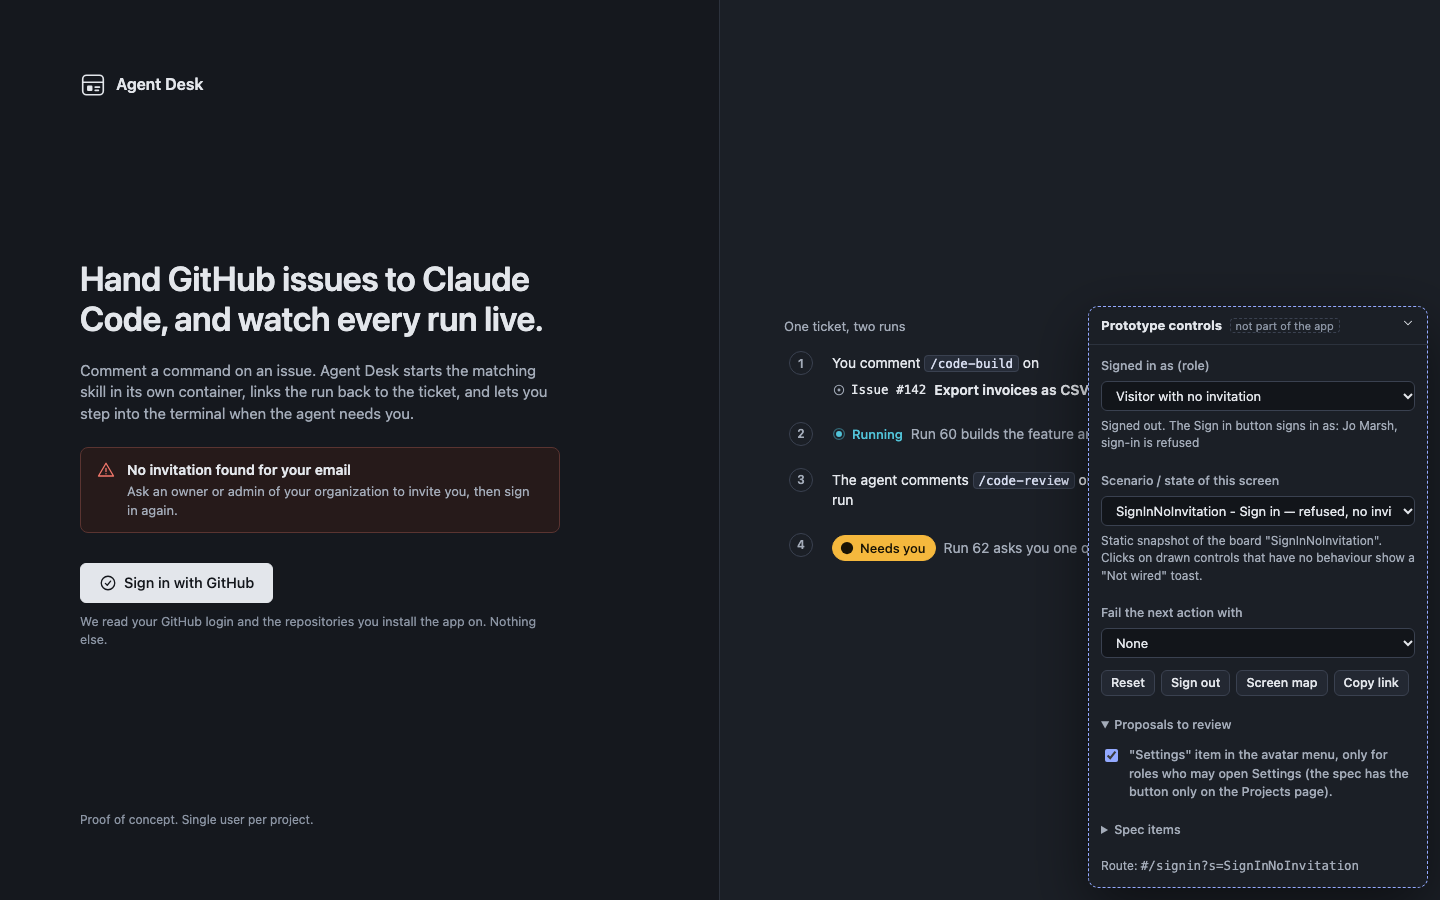 Agent Desk
Hand GitHub issues to Claude
Code, and watch every run live.
Comment a command on an issue. Agent Desk starts the matching
skill in its own container, links the run back to the ticket, and lets you
step into the terminal when the agent needs you.
No invitation found for your email
Ask an owner or admin of your organization to invite you, then sign
in again.
Sign in with GitHub
We read your GitHub login and the repositories you install the app on. Nothing
else.
Proof of concept. Single user per project.
One ticket, two runs
1
You comment /code-build on
Issue #142 Export invoices as CSV
2
Running Run 60 builds the feature
3
The agent comments /code-review
run
4
Needs you Run 62 asks you one
Prototype controls not part of the app
Signed in as (role)
Visitor with no invitation
Signed out. The Sign in button signs in as: Jo Marsh,
sign-in is refused
Scenario / state of this screen
SignInNoInvitation - Sign in — refused, no invi
Static snapshot of the board "SignInNoInvitation".
Clicks on drawn controls that have no behaviour show a
"Not wired" toast.
Fail the next action with
None
Reset Sign out Screen map Copy link
Proposals to review
"Settings" item in the avatar menu, only for
roles who may open Settings (the spec has the
button only on the Projects page).
Spec items
Route: #/signin?s=SignInNoInvitation